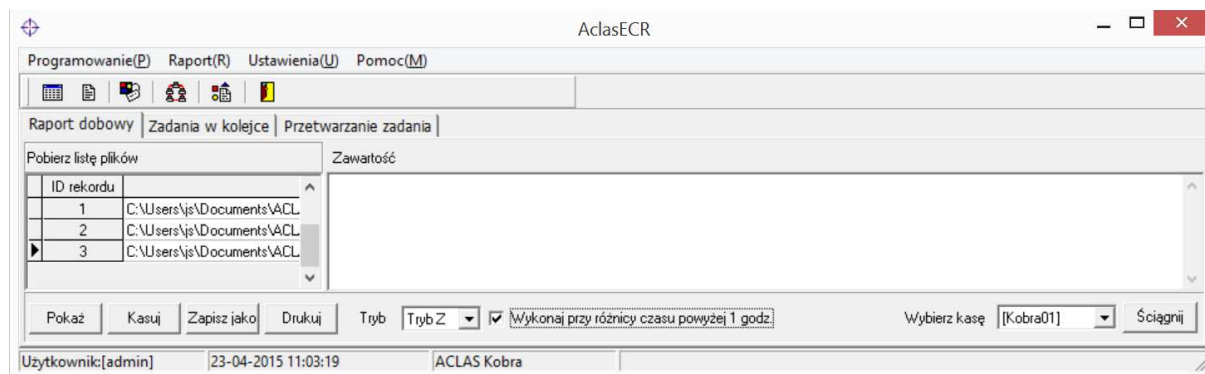 AclasECR
Programowanie(P) Raport(R) Ustawienia(U) Pomoc(M)
Raport dobowy Zadania w kolejce Przetwarzanie zadania
Pobierz listę plików Zawartość
ID rekordu
1 C:\Users\js\Documents\ACL
2 C:\Users\js\Documents\ACL
3 C:\Users\js\Documents\ACL
Pokaż Kasuj Zapisz jako Drukuj Tryb Tryb Z Wykonaj przy różnicy czasu powyżej 1 godz. Wybierz kasę [Kobra01] Ściągnij
Użytkownik:[admin] 23-04-2015 11:03:19 ACLAS Kobra